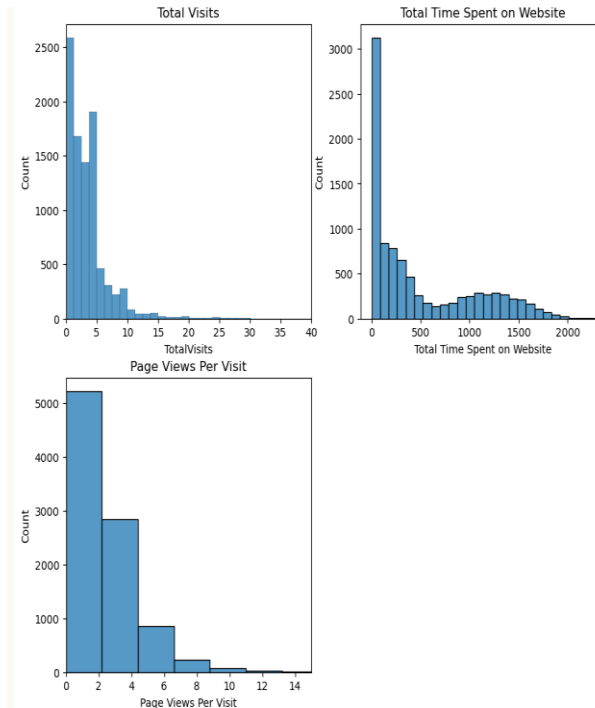 Total Visits
2500
2000
1500
1000
500
0
Count
0 5 10 15 20 25 30 35 40
TotalVisits
Total Time Spent on Website
3000
2500
2000
1500
1000
500
0
Count
0 500 1000 1500 2000
Total Time Spent on Website
Page Views Per Visit
5000
4000
3000
2000
1000
0
Count
0 2 4 6 8 10 12 14
Page Views Per Visit